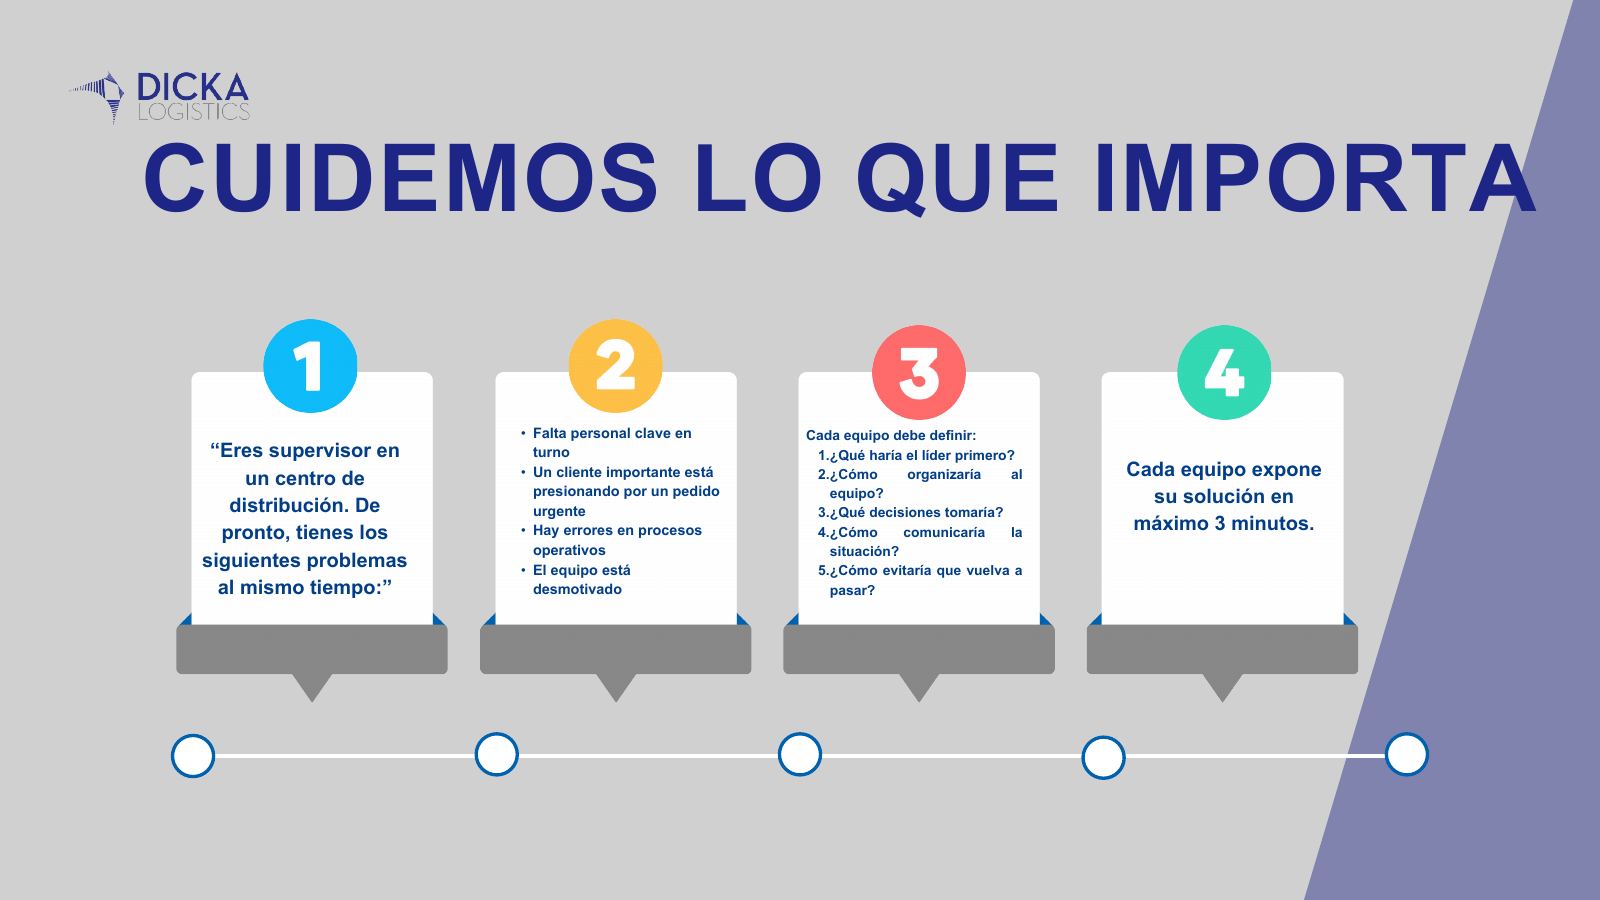 DICKA
LOGISTICS
CUIDEMOS LO QUE IMPORTA
1
“Eres supervisor en
un centro de
distribución. De
pronto, tienes los
siguientes problemas
al mismo tiempo:”
2
• Falta personal clave en
turno
• Un cliente importante está
presionando por un pedido
urgente
• Hay errores en procesos
operativos
• El equipo está
desmotivado
3
Cada equipo debe definir:
1.¿Qué haría el líder primero?
2.¿Cómo organizaría al
equipo?
3.¿Qué decisiones tomaría?
4.¿Cómo comunicaría la
situación?
5.¿Cómo evitaría que vuelva a
pasar?
4
Cada equipo expone
su solución en
máximo 3 minutos.